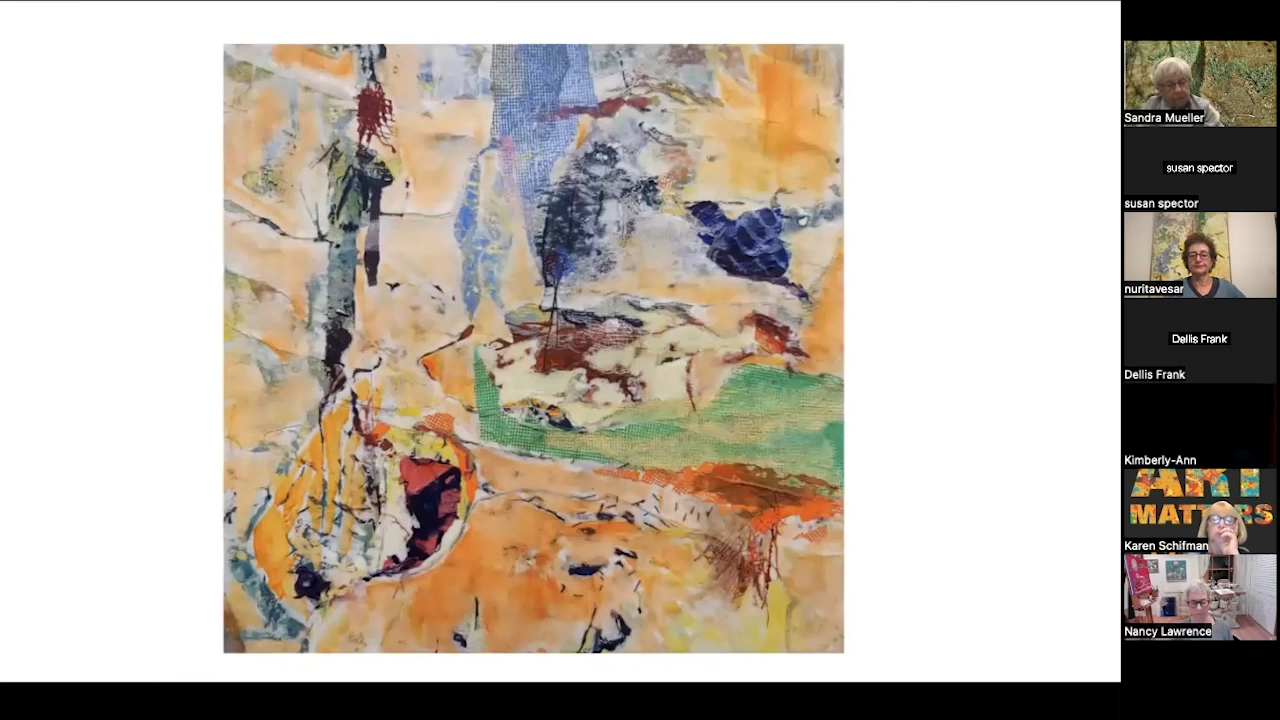 Sandra Mueller
susan spector
susan spector
nuritavesar
Dellis Frank
Dellis Frank
Kimberly-Ann
ART
MATTERS
Karen Schifman
Nancy Lawrence